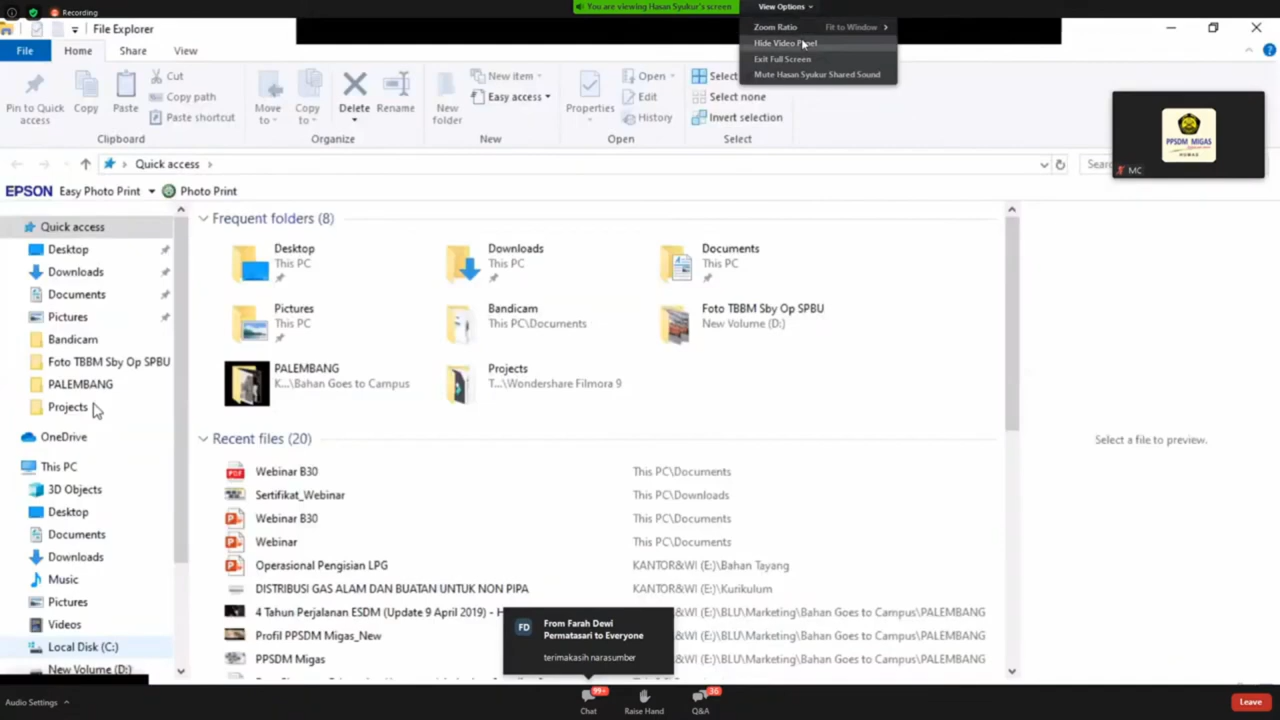 Recording
You are viewing Hasan Syukur's screen
View Options
File Explorer
Zoom Ratio Fit to Window
Hide Video Panel
Exit Full Screen
Mute Hasan Syukur Shared Sound
File Home Share View
Pin to Quick access
Copy
Paste
Cut
Copy path
Paste shortcut
Clipboard
Move to
Copy to
Delete
Rename
Organize
New folder
New item
Easy access
New
Properties
Open
Edit
History
Open
Select
Select none
Invert selection
Select
PPSDM MIGAS
HUMAS
MC
Quick access
Sear
EPSON Easy Photo Print Photo Print
Quick access
Desktop
Downloads
Documents
Pictures
Bandicam
Foto TBBM Sby Op SPBU
PALEMBANG
Projects
OneDrive
This PC
3D Objects
Desktop
Documents
Downloads
Music
Pictures
Videos
Local Disk (C:)
New Volume (D:)
Frequent folders (8)
Desktop
This PC
Downloads
This PC
Documents
This PC
Pictures
This PC
Bandicam
This PC\Documents
Foto TBBM Sby Op SPBU
New Volume (D:)
PALEMBANG
K...\Bahan Goes to Campus
Projects
T...\Wondershare Filmora 9
Recent files (20)
Webinar B30 This PC\Documents
Sertifikat_Webinar This PC\Downloads
Webinar B30 This PC\Documents
Webinar This PC\Documents
Operasional Pengisian LPG KANTOR&WI (E:)\Bahan Tayang
DISTRIBUSI GAS ALAM DAN BUATAN UNTUK NON PIPA KANTOR&WI (E:)\Kurikulum
4 Tahun Perjalanan ESDM (Update 9 April 2019) - H KANTOR&WI (E:)\BLU\Marketing\Bahan Goes to Campus\PALEMBANG
Profil PPSDM Migas_New KANTOR&WI (E:)\BLU\Marketing\Bahan Goes to Campus\PALEMBANG
PPSDM Migas KANTOR&WI (E:)\BLU\Marketing\Bahan Goes to Campus\PALEMBANG
Select a file to preview.
FD
From Farah Dewi
Permatasari to Everyone
terimakasih narasumber
Audio Settings
99+
Chat
Raise Hand
36
Q&A
Leave